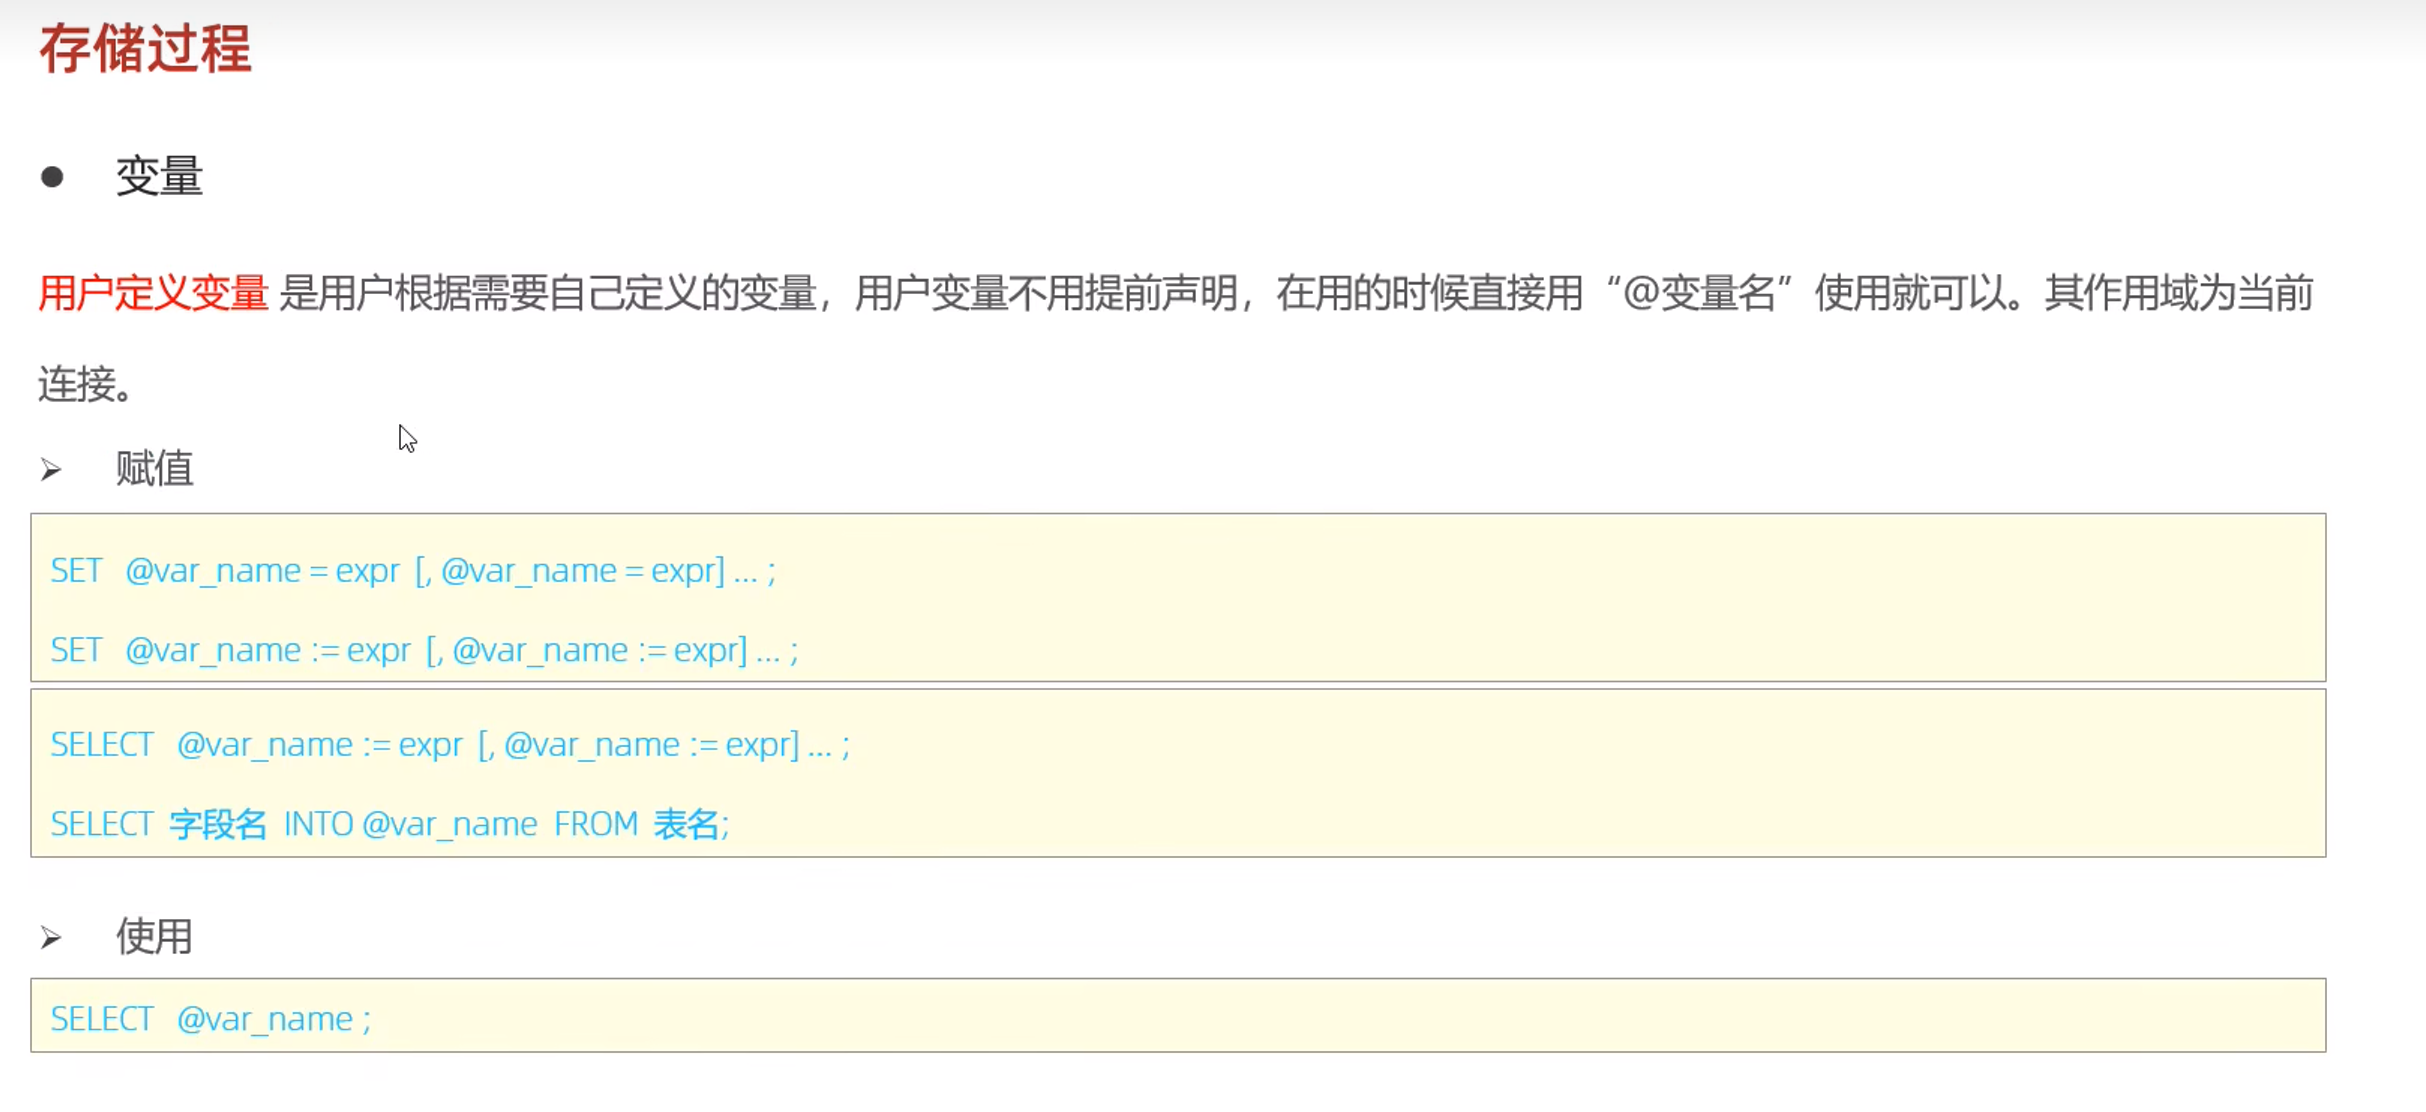 存储过程
● 变量
用户定义变量 是用户根据需要自己定义的变量，用户变量不用提前声明，在用的时候直接用“@变量名”使用就可以。其作用域为当前
连接。
➢ 赋值
SET @var_name = expr [, @var_name = expr] ... ;
SET @var_name := expr [, @var_name := expr] ... ;
SELECT @var_name := expr [, @var_name := expr] ... ;
SELECT 字段名 INTO @var_name FROM 表名;
➢ 使用
SELECT @var_name ;